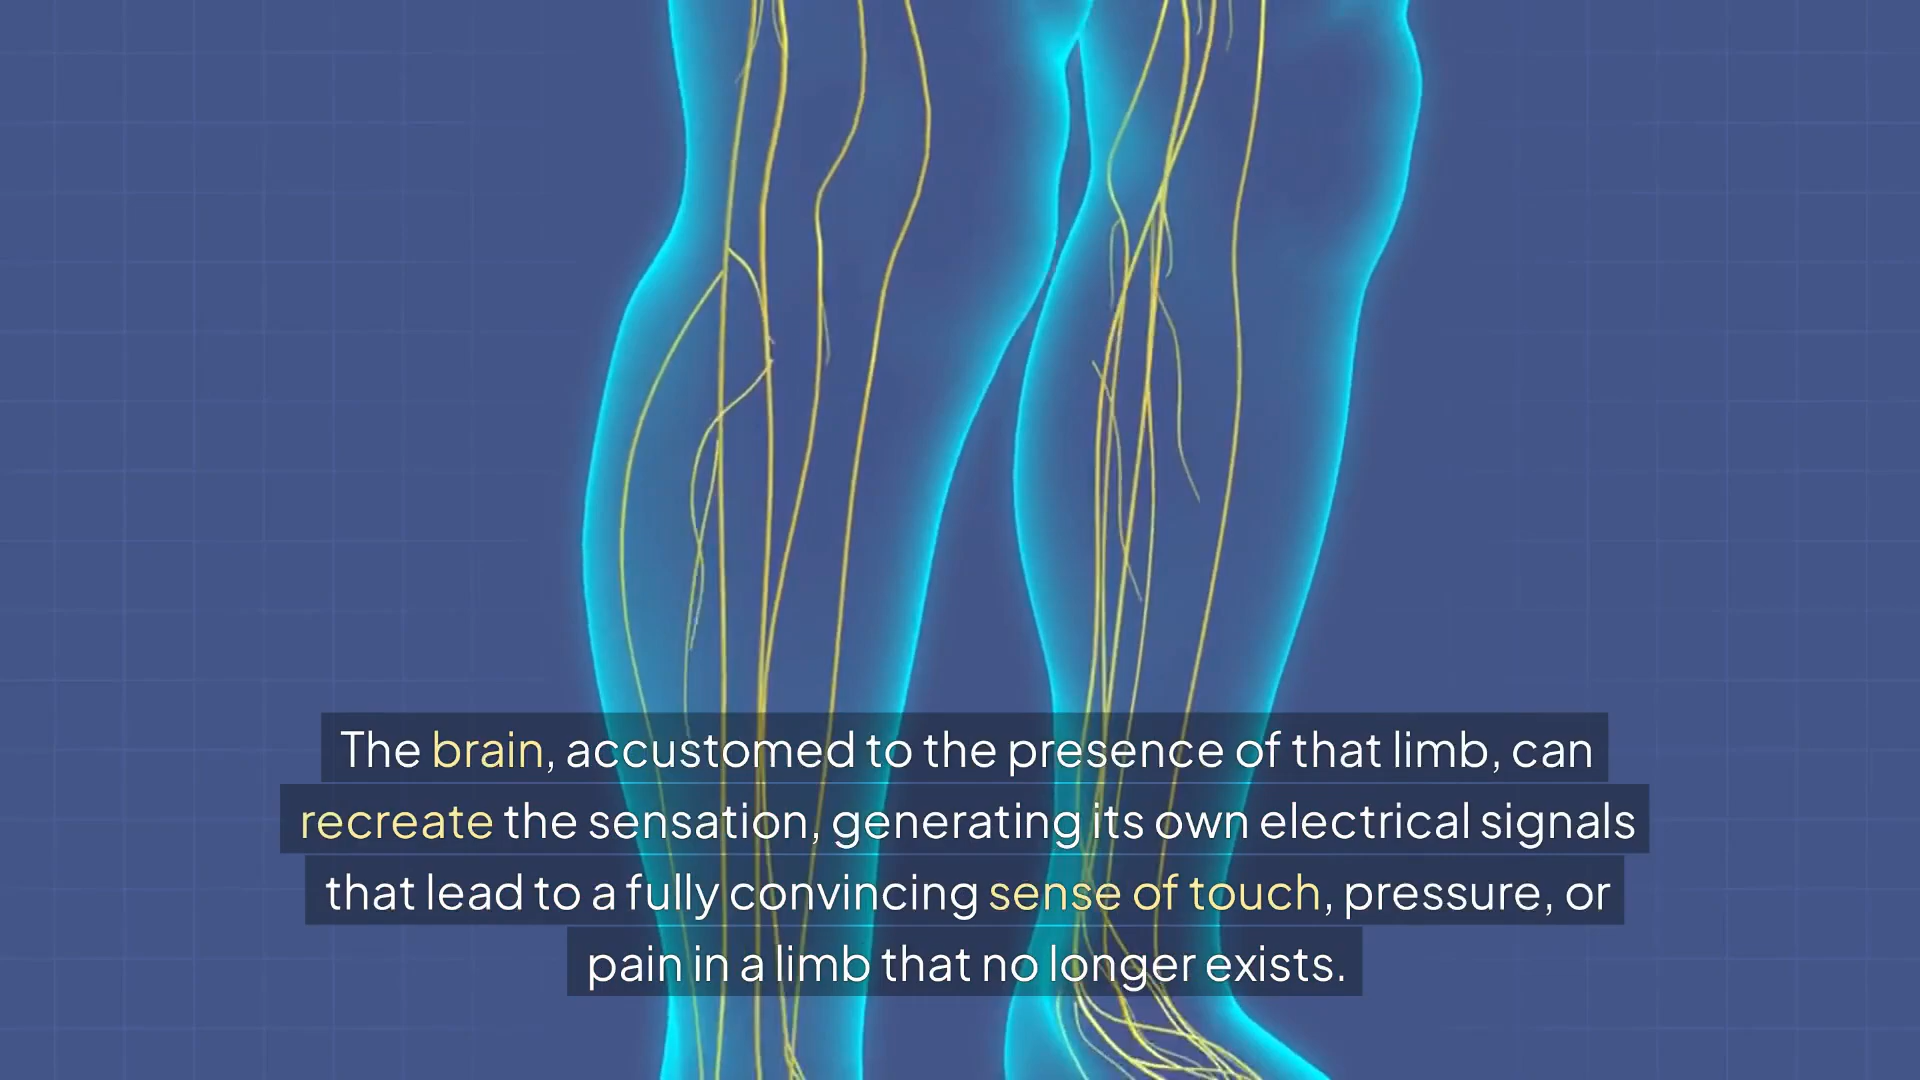 The brain, accustomed to the presence of that limb, can
recreate the sensation, generating its own electrical signals
that lead to a fully convincing sense of touch, pressure, or
pain in a limb that no longer exists.